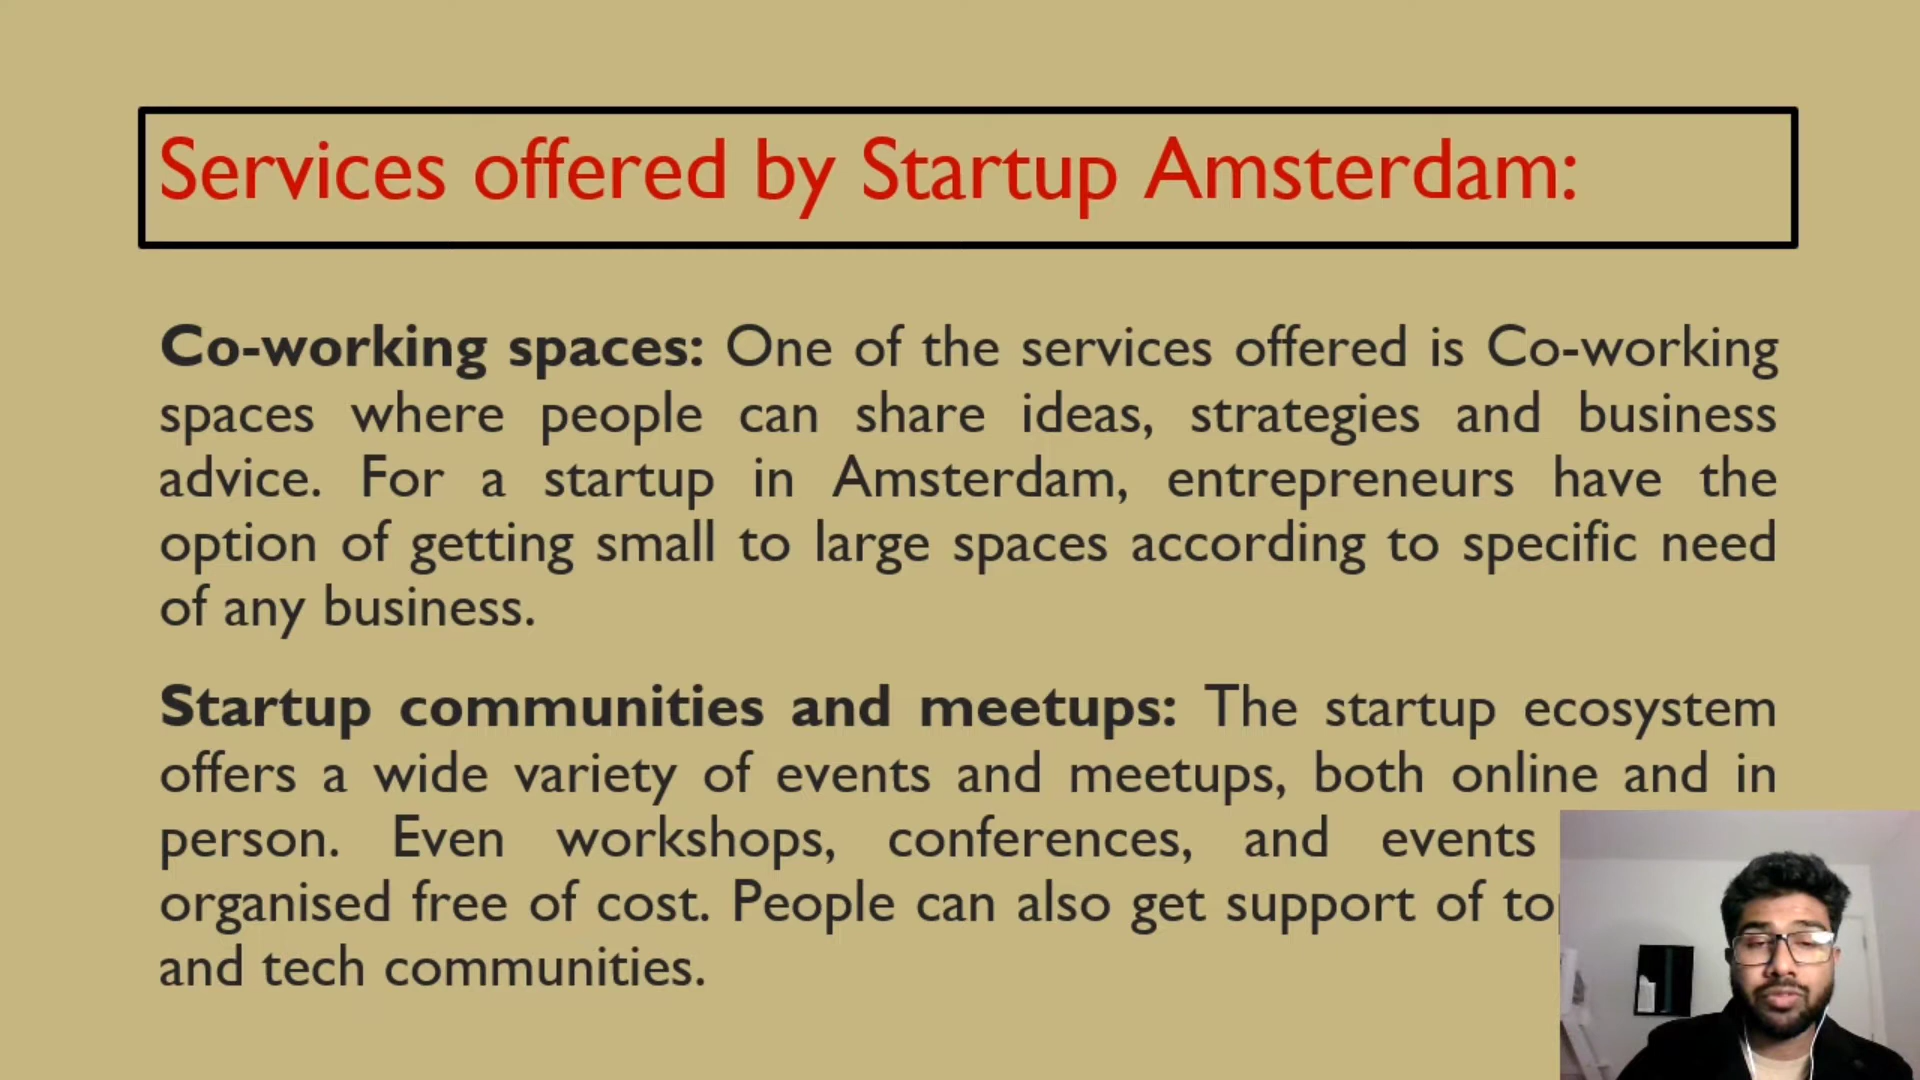 Services offered by Startup Amsterdam:
Co-working spaces: One of the services offered is Co-working
spaces where people can share ideas, strategies and business
advice. For a startup in Amsterdam, entrepreneurs have the
option of getting small to large spaces according to specific need
of any business.
Startup communities and meetups: The startup ecosystem
offers a wide variety of events and meetups, both online and in
person. Even workshops, conferences, and events
organised free of cost. People can also get support of
and tech communities.